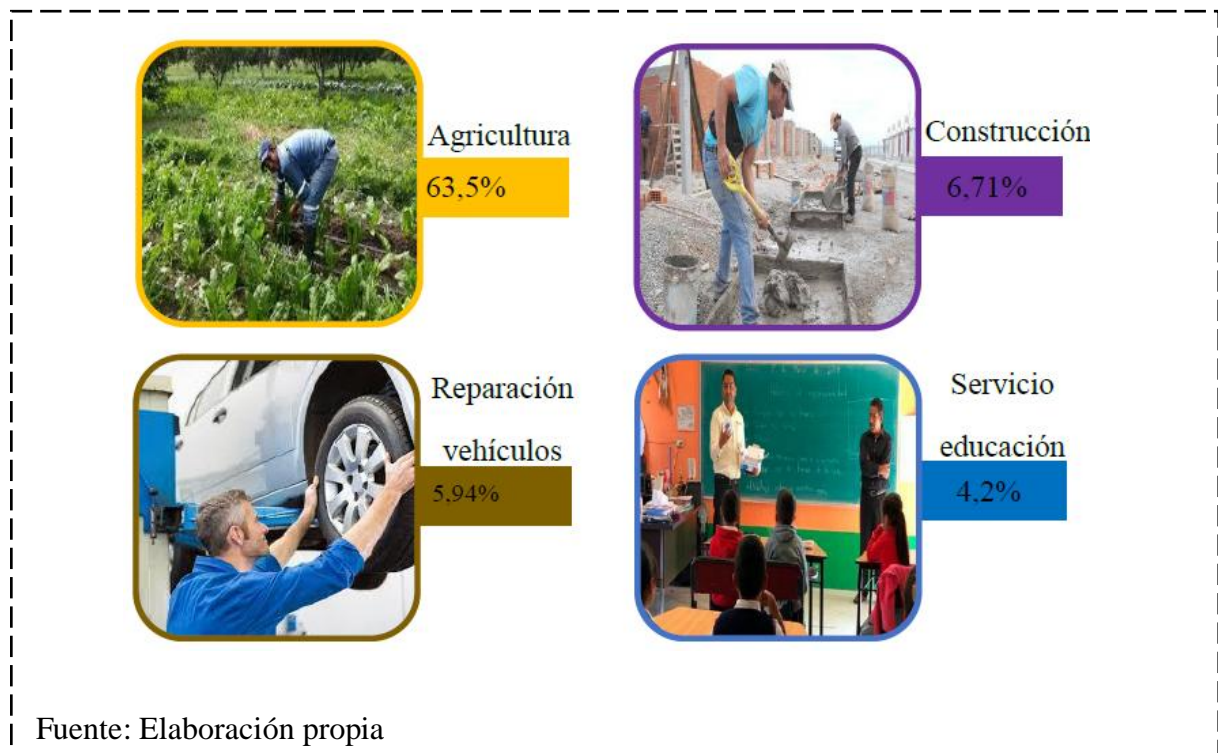 Agricultura
63,5%
Construcción
6,71%
Reparación
vehículos
5,94%
Servicio
educación
4,2%
Fuente: Elaboración propia